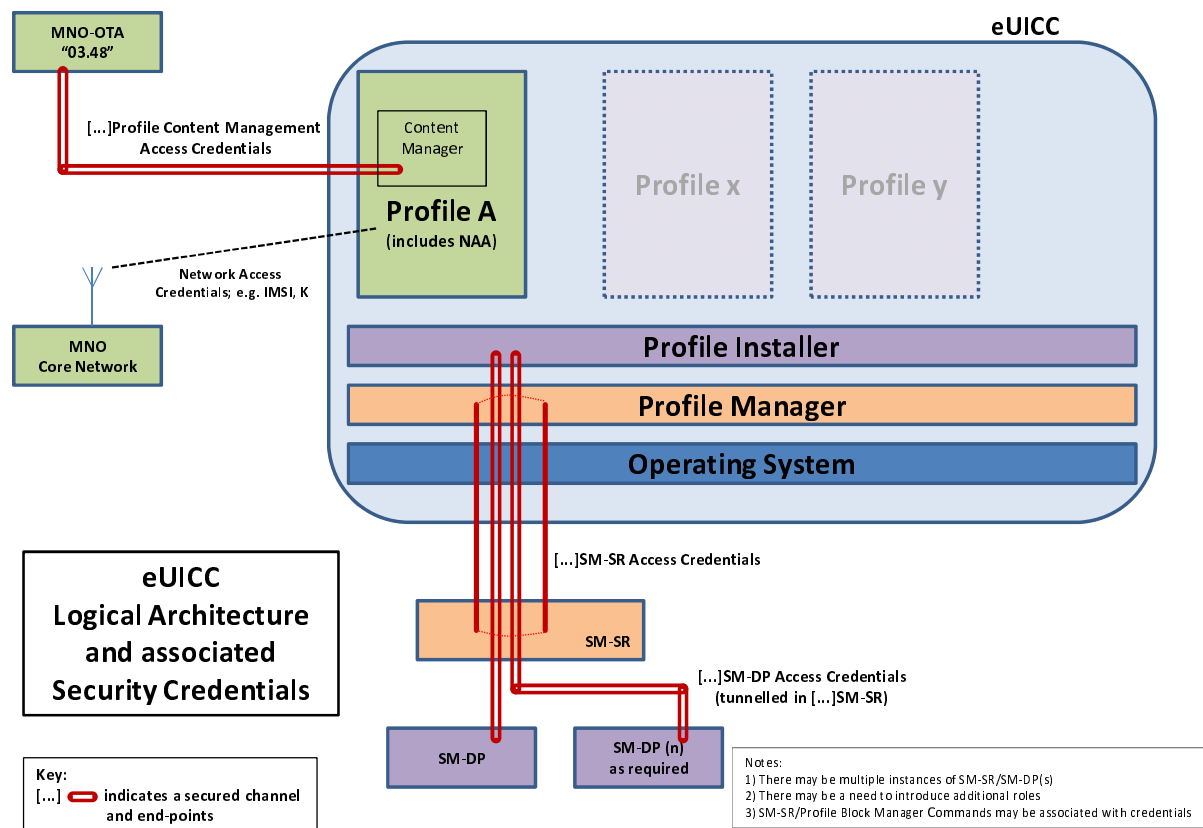 MNO-OTA
“03.48”
eUICC
[...]Profile Content Management
Access Credentials
Content
Manager
Profile A
(includes NAA)
Profile x
Profile y
Network Access
Credentials; e.g. IMSI, K
MNO
Core Network
Profile Installer
Profile Manager
Operating System
[...]SM-SR Access Credentials
eUICC
Logical Architecture
and associated
Security Credentials
SM-SR
[...]SM-DP Access Credentials
(tunnelled in [...]SM-SR)
SM-DP
SM-DP (n)
as required
Key:
[...] indicates a secured channel
and end-points
Notes:
1) There may be multiple instances of SM-SR/SM-DP(s)
2) There may be a need to introduce additional roles
3) SM-SR/Profile Block Manager Commands may be associated with credentials